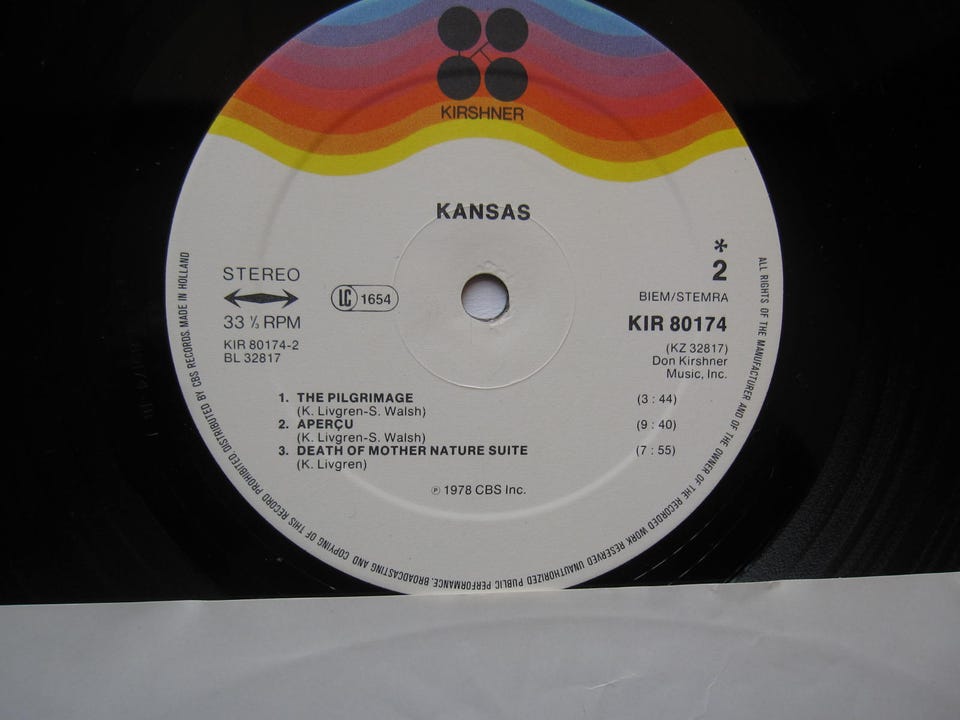 KIRSHNER
KANSAS
STEREO
LC 1654
33 ⅓ RPM
KIR 80174-2
BL 32817
*
2
BIEM/STEMRA
KIR 80174
(KZ 32817)
Don Kirshner
Music, Inc.
1. THE PILGRIMAGE (3 : 44)
(K. Livgren-S. Walsh)
2. APERÇU (9 : 40)
(K. Livgren-S. Walsh)
3. DEATH OF MOTHER NATURE SUITE (7 : 55)
(K. Livgren)
℗ 1978 CBS Inc.
ALL RIGHTS OF THE MANUFACTURER AND OF THE OWNER OF THE RECORDED WORK RESERVED UNAUTHORIZED PUBLIC PERFORMANCE. BROADCASTING AND COPYING OF THIS RECORD PROHIBITED. DISTRIBUTED BY CBS RECORDS. MADE IN HOLLAND